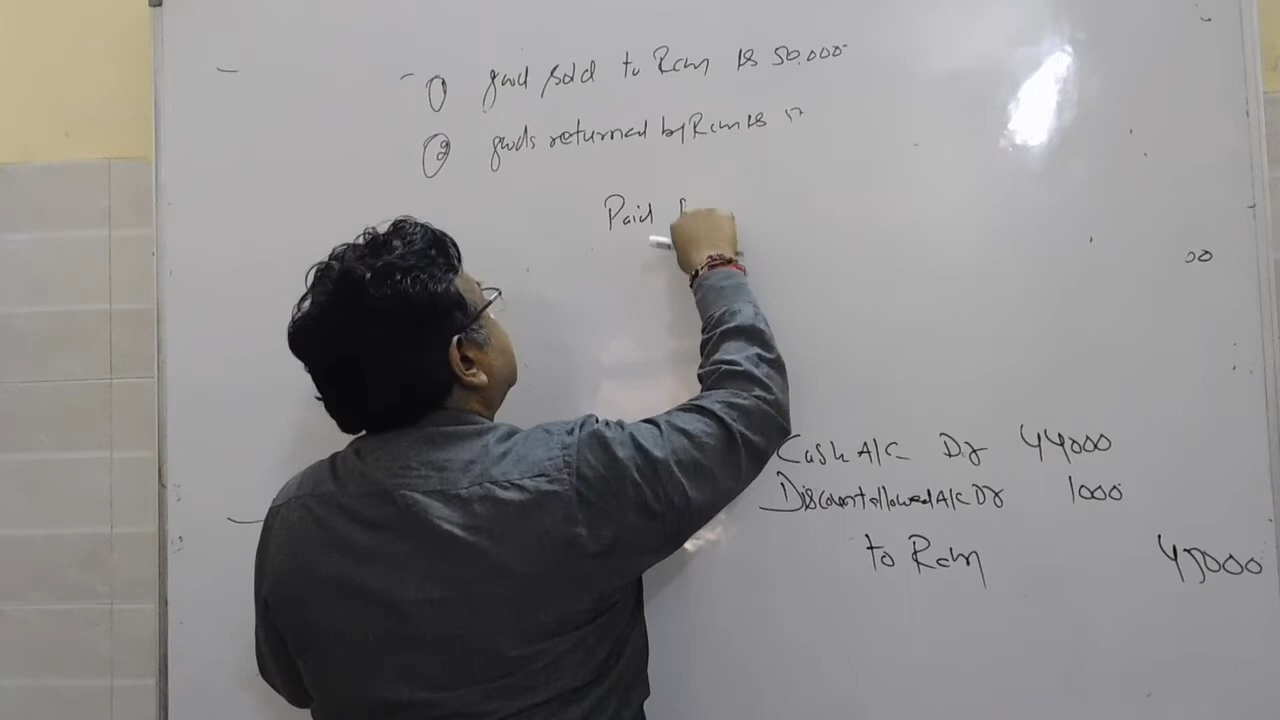 ① good sold to Ram Rs 50,000
② goods returned by Ram Rs
Paid
00
Cash A/C Dr 44000
Discount allowed A/C Dr 1000
to Ram 45000